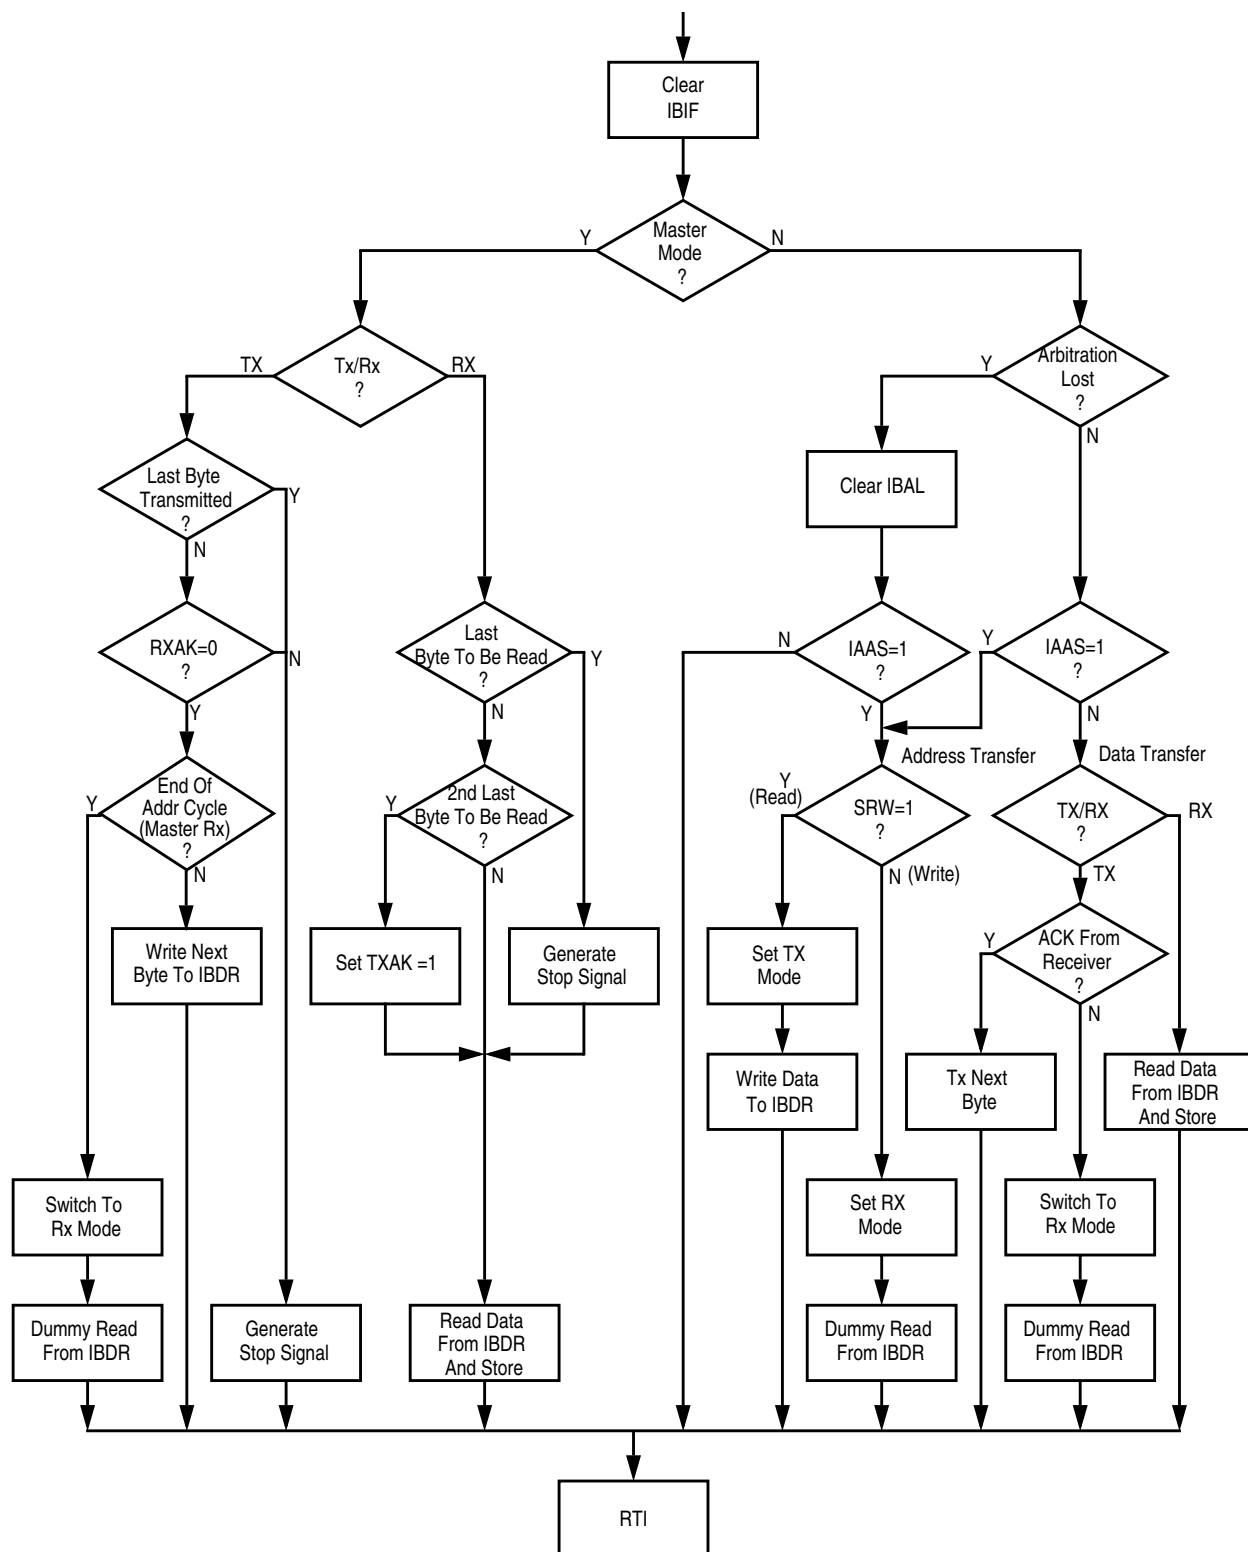 Clear
IBIF
Y
Master
Mode
?
N
TX
Tx/Rx
?
RX
Y
Arbitration
Lost
?
N
Last Byte
Transmitted
?
Y
N
Clear IBAL
RXAK=0
?
N
Y
Last
Byte To Be Read
?
Y
N
N
IAAS=1
?
Y
Y
IAAS=1
?
N
Address Transfer
Data Transfer
Y
End Of
Addr Cycle
(Master Rx)
?
N
Y
2nd Last
Byte To Be Read
?
N
Y
(Read)
SRW=1
?
N (Write)
TX/RX
?
RX
TX
Write Next
Byte To IBDR
Set TXAK =1
Generate
Stop Signal
Set TX
Mode
Y
ACK From
Receiver
?
N
Write Data
To IBDR
Tx Next
Byte
Read Data
From IBDR
And Store
Switch To
Rx Mode
Set RX
Mode
Switch To
Rx Mode
Dummy Read
From IBDR
Generate
Stop Signal
Read Data
From IBDR
And Store
Dummy Read
From IBDR
Dummy Read
From IBDR
RTI